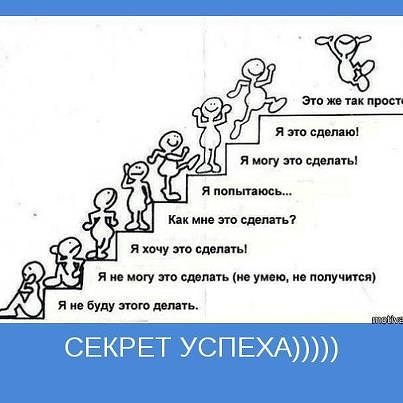 Это же так просто
Я это сделаю!
Я могу это сделать!
Я попытаюсь...
Как мне это сделать?
Я хочу это сделать!
Я не могу это сделать (не умею, не получится)
Я не буду этого делать.
СЕКРЕТ УСПЕХА)))))